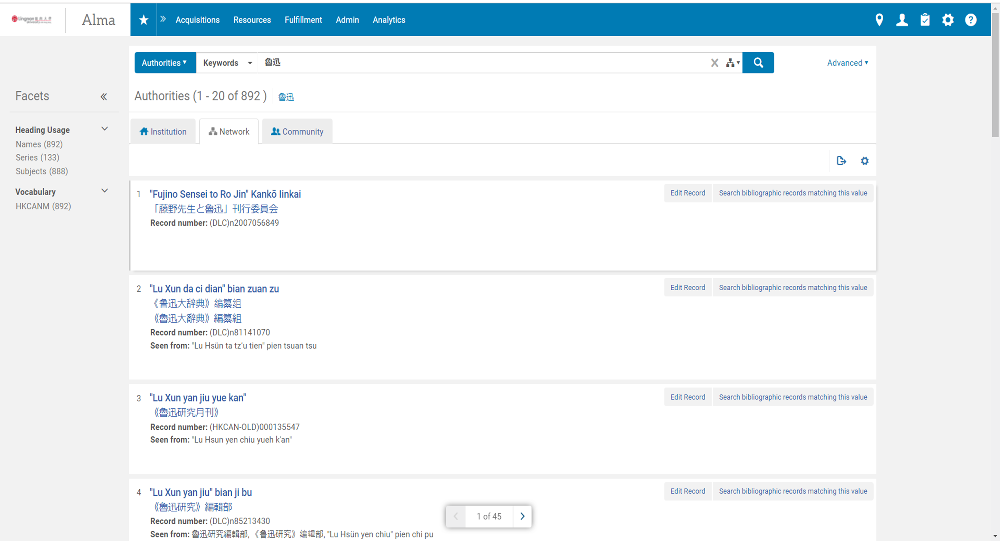 Lingnan 嶺南大學
University
Alma
Acquisitions Resources Fulfillment Admin Analytics
Authorities Keywords 魯迅
Advanced
Facets
Authorities (1 - 20 of 892 ) 魯迅
Heading Usage
Names (892)
Series (133)
Subjects (888)
Vocabulary
HKCANM (892)
Institution Network Community
1 "Fujino Sensei to Ro Jin" Kankō Iinkai
Edit Record Search bibliographic records matching this value
「藤野先生と魯迅」刊行委員会
Record number: (DLC)n2007056849
2 "Lu Xun da ci dian" bian zuan zu
Edit Record Search bibliographic records matching this value
《鲁迅大辞典》编纂组
《魯迅大辭典》編纂組
Record number: (DLC)n81141070
Seen from: "Lu Hsün ta tzʻu tien" pien tsuan tsu
3 "Lu Xun yan jiu yue kan"
Edit Record Search bibliographic records matching this value
《魯迅研究月刊》
Record number: (HKCAN-OLD)000135547
Seen from: "Lu Hsun yen chiu yueh k'an"
4 "Lu Xun yan jiu" bian ji bu
Edit Record Search bibliographic records matching this value
《魯迅研究》編輯部
Record number: (DLC)n85213430
Seen from: 魯迅研究編輯部, 《鲁迅研究》编辑部, "Lu Hsün yen chiu" pien chi pu
1 of 45